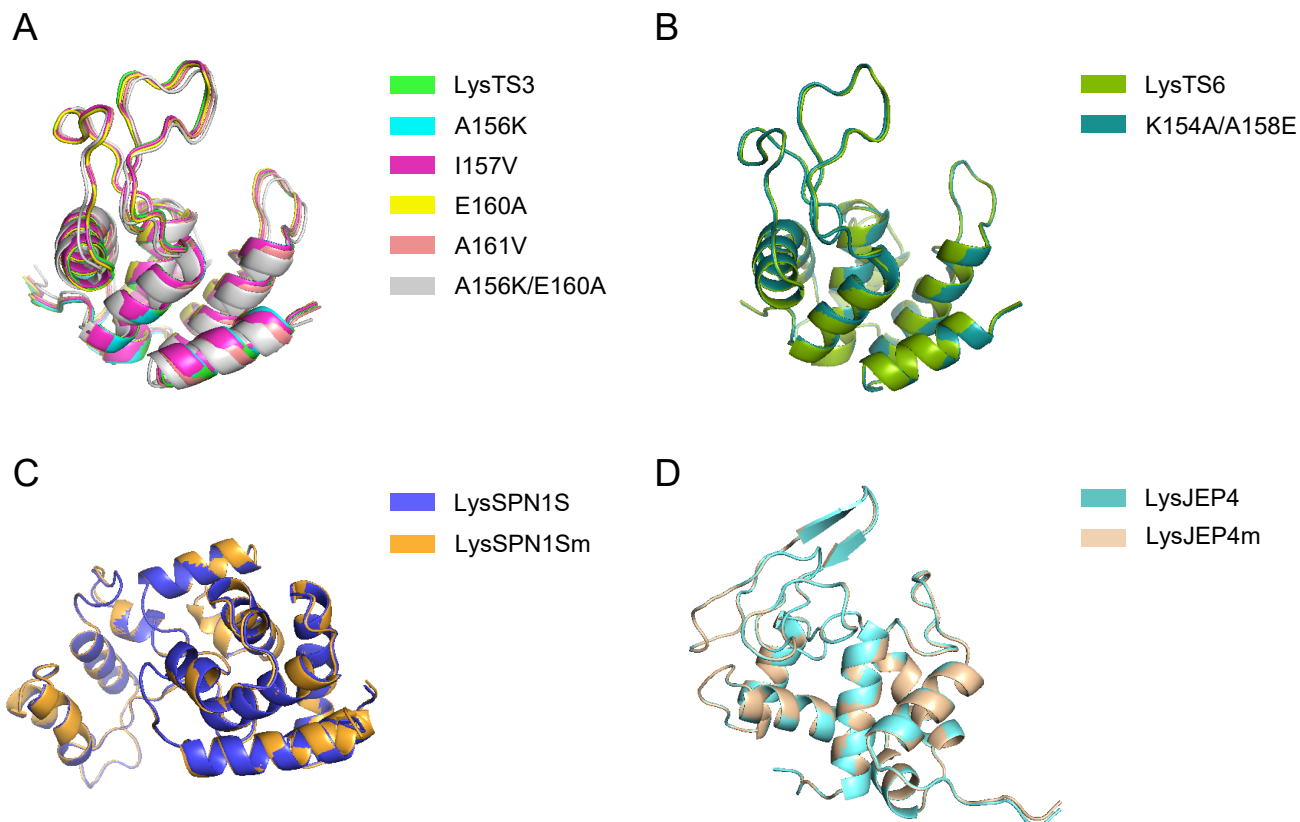 A
LysTS3
A156K
I157V
E160A
A161V
A156K/E160A
B
LysTS6
K154A/A158E
C
LysSPN1S
LysSPN1Sm
D
LysJEP4
LysJEP4m